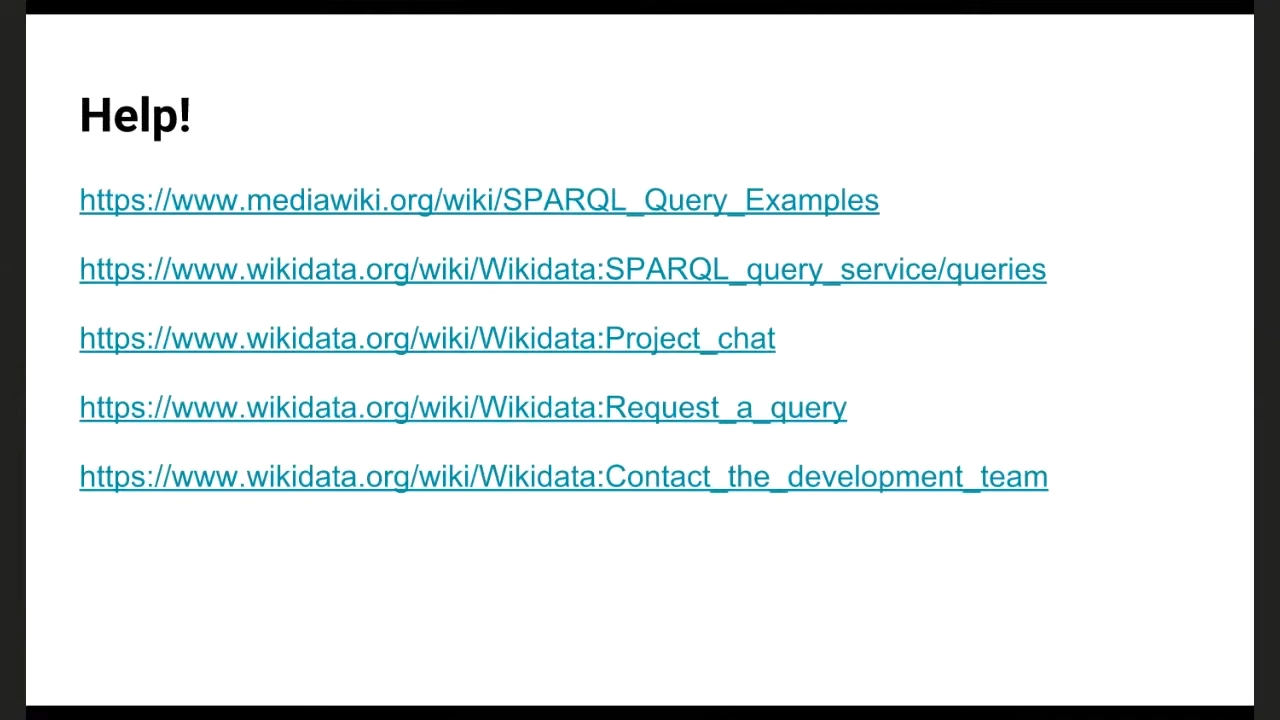 Help!
https://www.mediawiki.org/wiki/SPARQL_Query_Examples
https://www.wikidata.org/wiki/Wikidata:SPARQL_query_service/queries
https://www.wikidata.org/wiki/Wikidata:Project_chat
https://www.wikidata.org/wiki/Wikidata:Request_a_query
https://www.wikidata.org/wiki/Wikidata:Contact_the_development_team